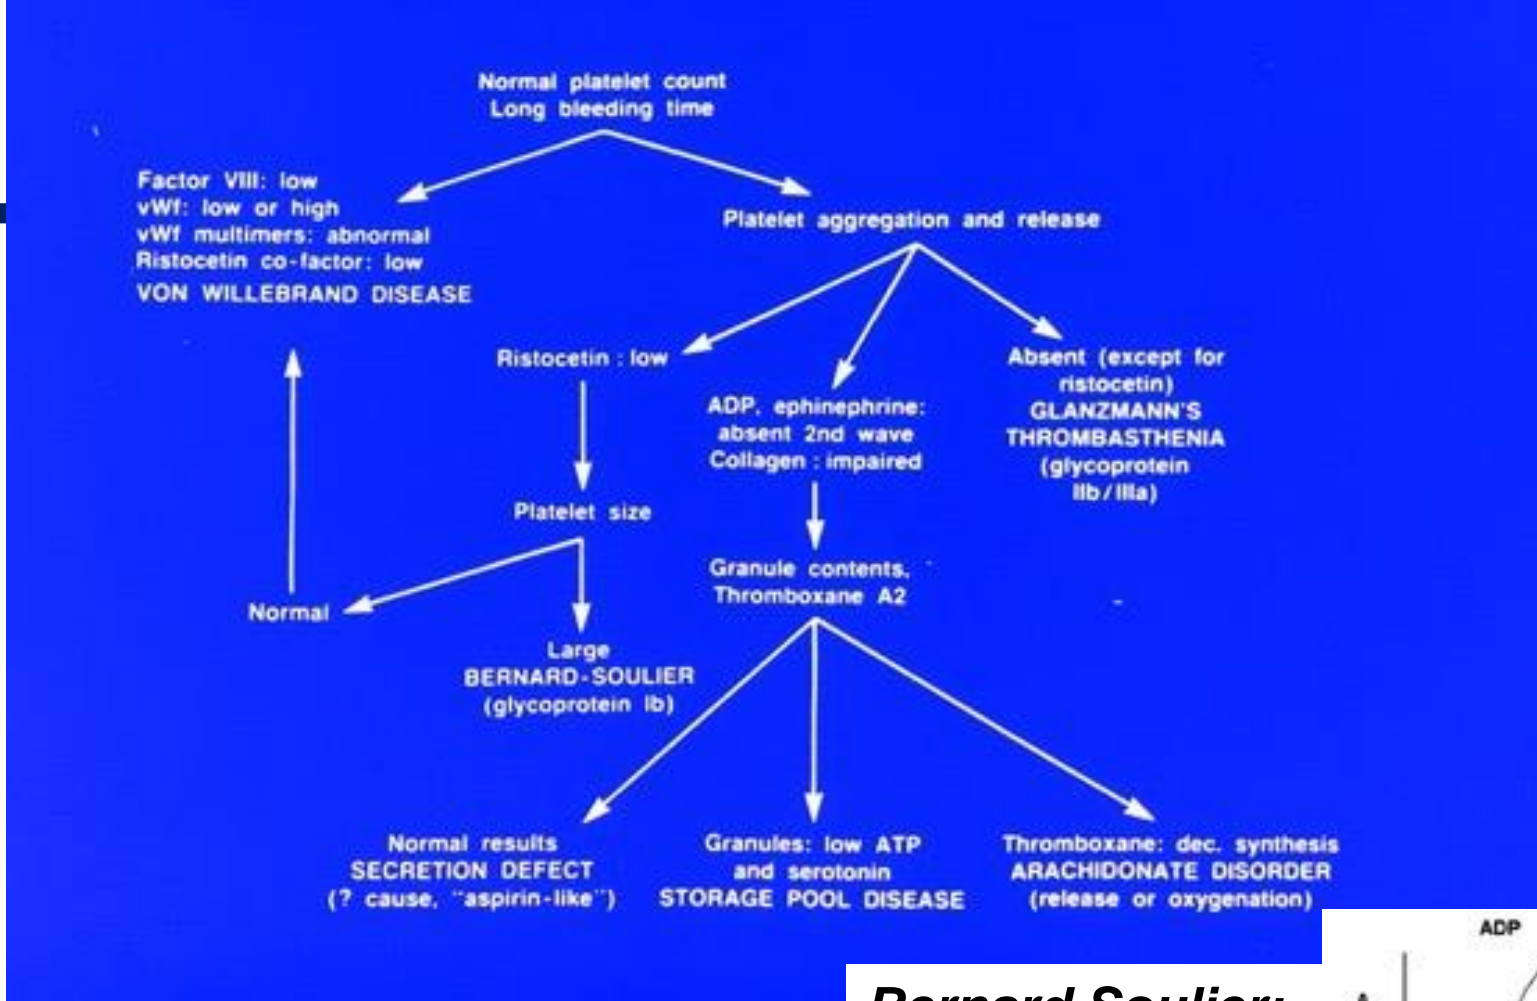 Normal platelet count
Long bleeding time
Factor VIII: low
vWf: low or high
vWf multimers: abnormal
Ristocetin co-factor: low
VON WILLEBRAND DISEASE
Platelet aggregation and release
Ristocetin : low
ADP, ephinephrine:
absent 2nd wave
Collagen : impaired
Absent (except for
ristocetin)
GLANZMANN'S
THROMBASTHENIA
(glycoprotein
IIb/IIIa)
Platelet size
Normal
Large
BERNARD-SOULIER
(glycoprotein Ib)
Granule contents,
Thromboxane A2
Normal results
SECRETION DEFECT
(? cause, "aspirin-like")
Granules: low ATP
and serotonin
STORAGE POOL DISEASE
Thromboxane: dec. synthesis
ARACHIDONATE DISORDER
(release or oxygenation)
ADP
Bernard Soulier: